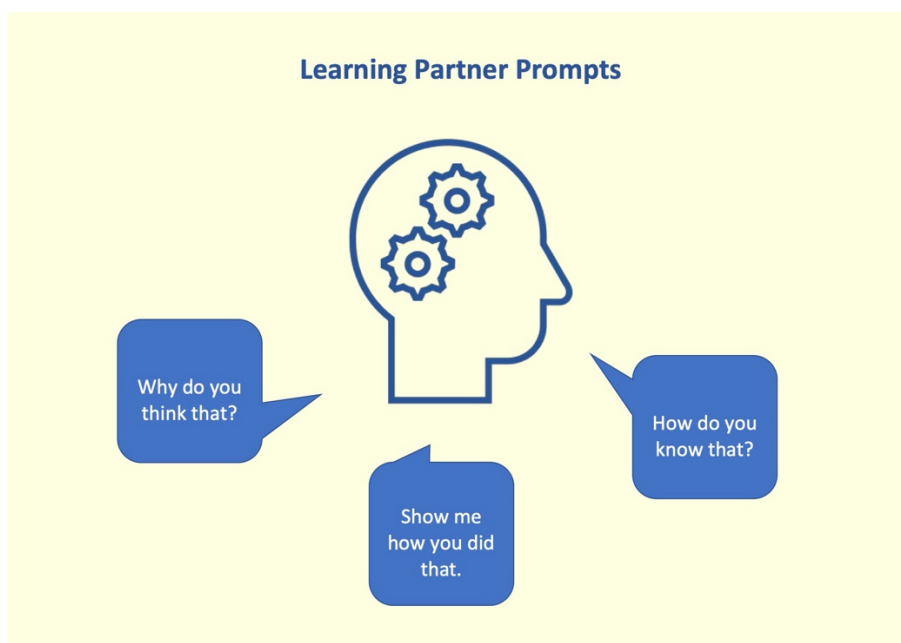 Learning Partner Prompts
Why do you
think that?
Show me
how you did
that.
How do you
know that?